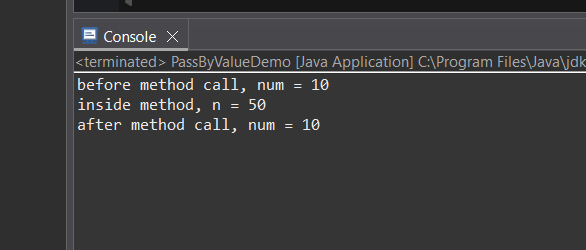 Console
<terminated> PassByValueDemo [Java Application] C:\Program Files\Java\jdk
before method call, num = 10
inside method, n = 50
after method call, num = 10